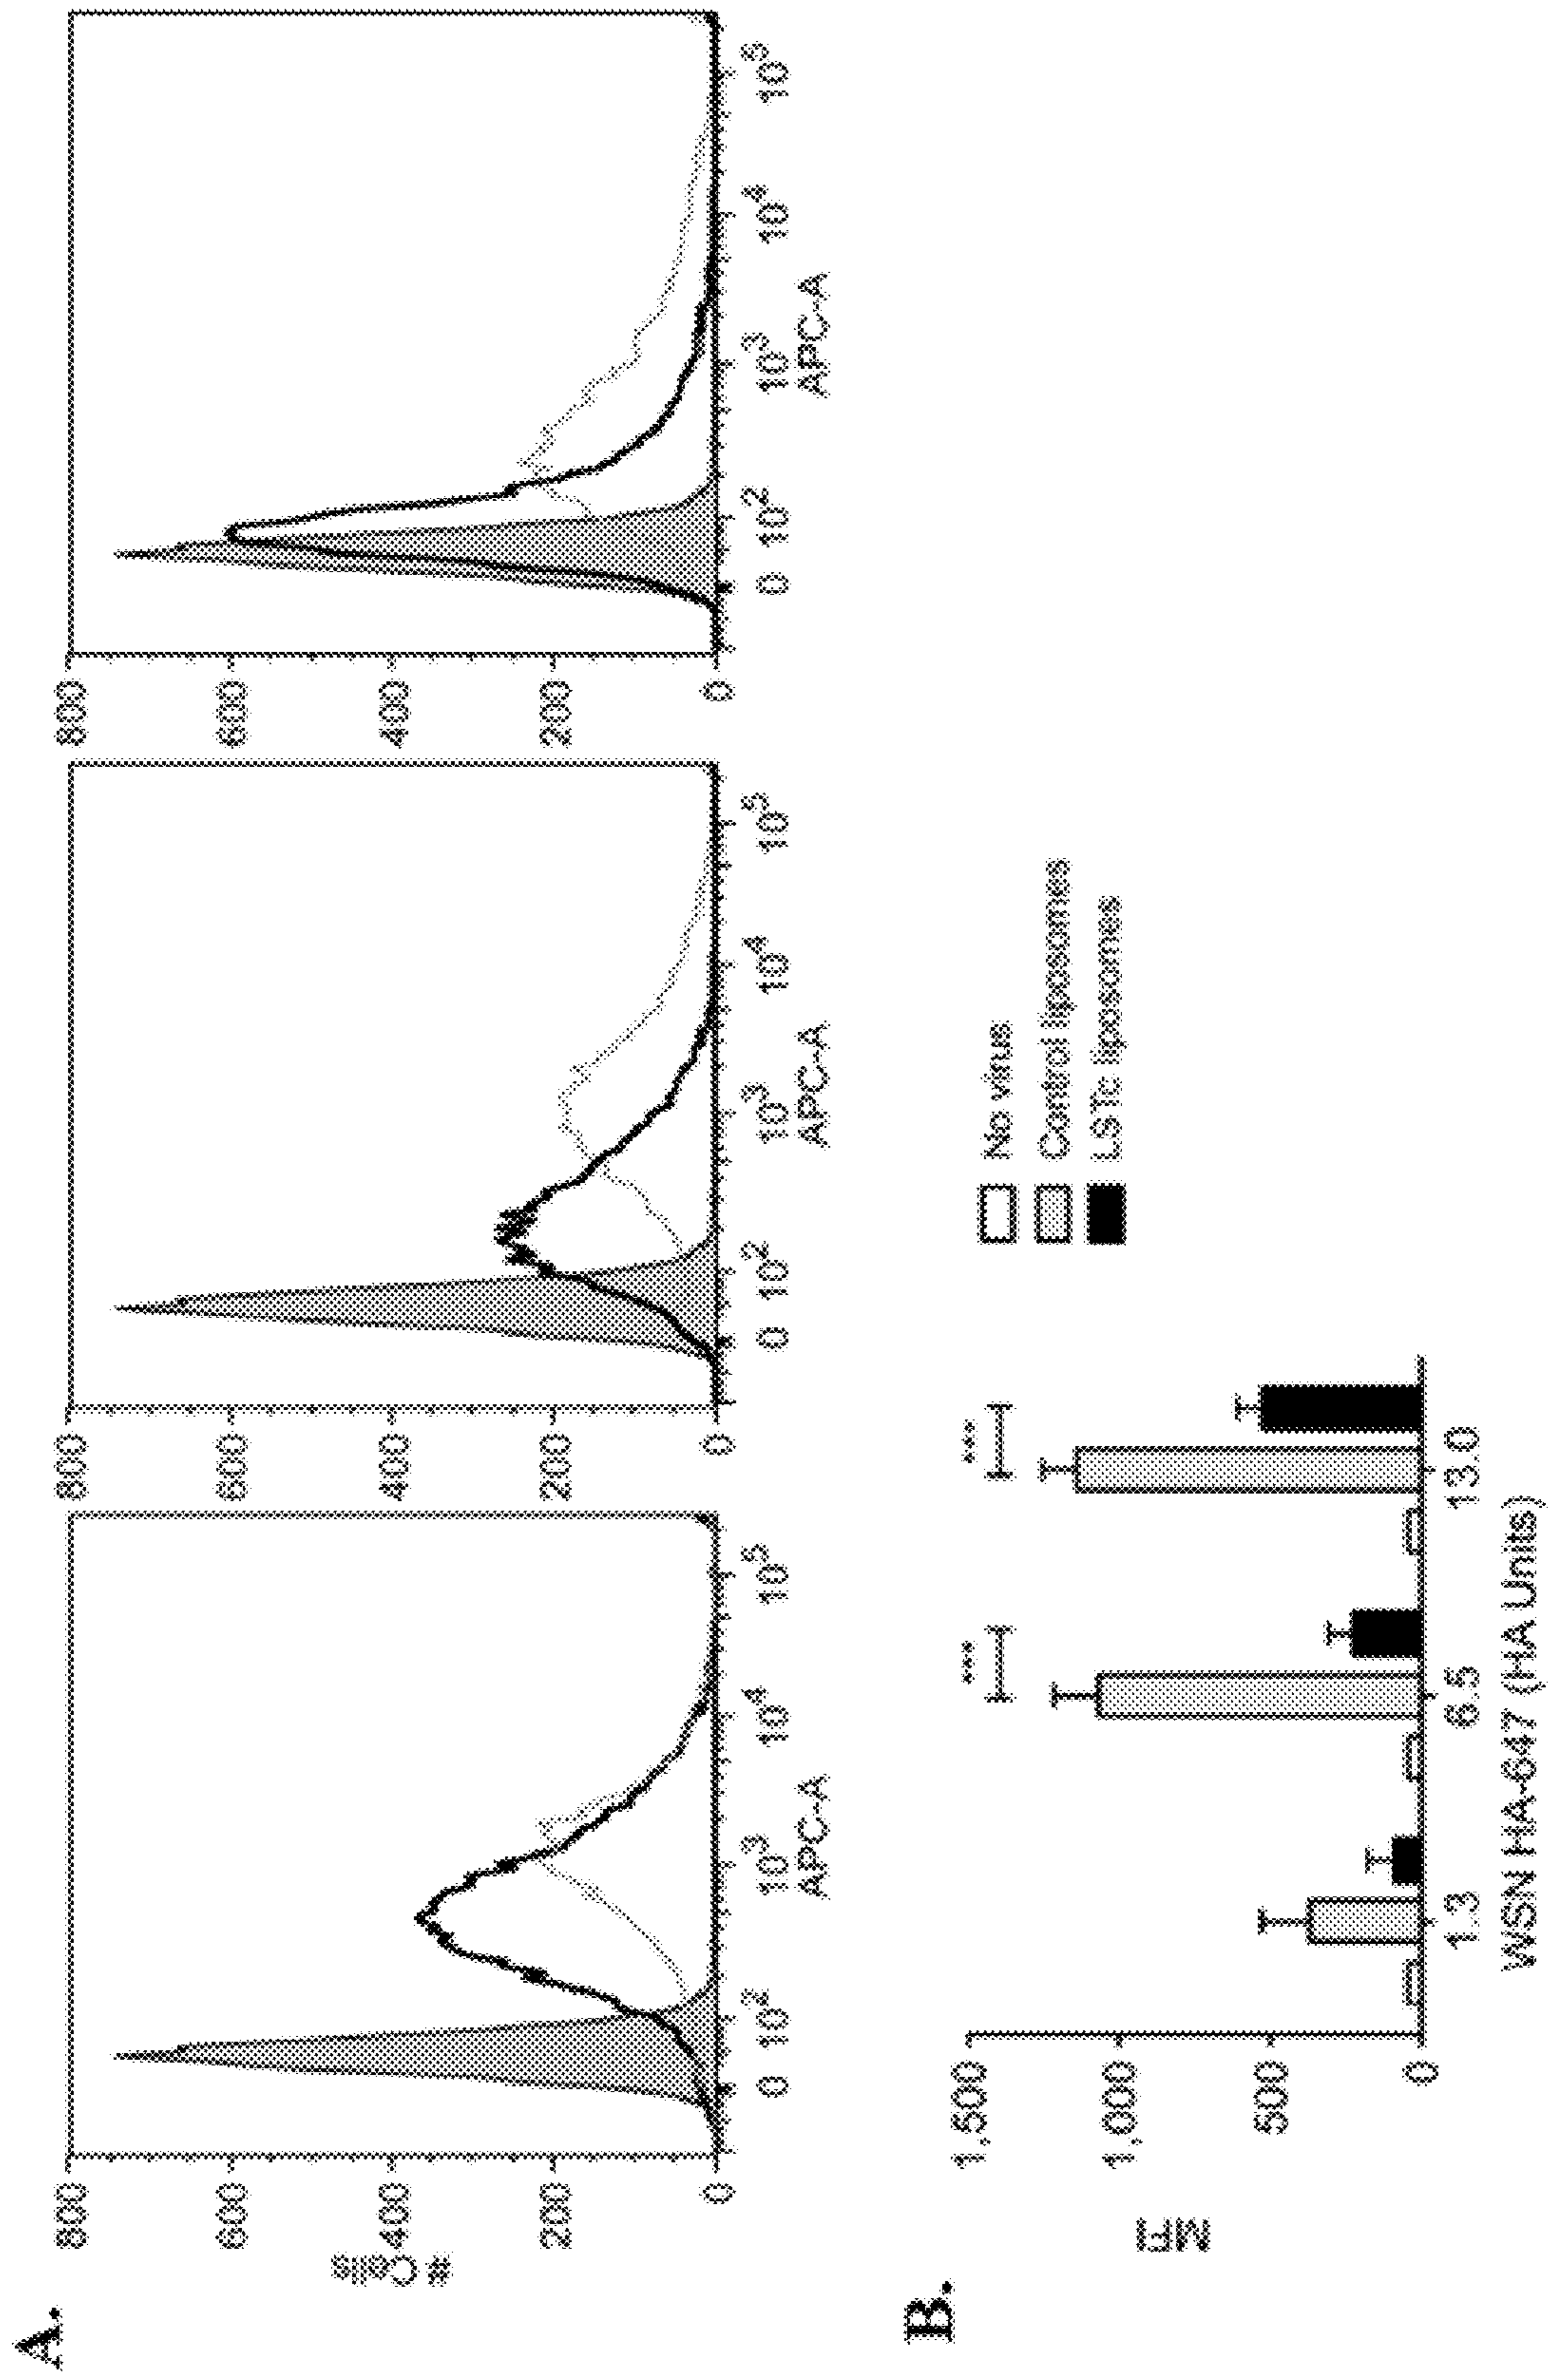 A.
# Cells
800
600
400
200
0
0 10² 10³ 10⁴ 10⁵
APC-A
800
600
400
200
0
0 10² 10³ 10⁴ 10⁵
APC-A
800
600
400
200
0
0 10² 10³ 10⁴ 10⁵
APC-A
B.
MFI
1,500
1,000
500
0
*** ***
1.3 6.5 13.0
WSN HA-647 (HA Units)
No virus
Control liposomes
LSTc liposomes